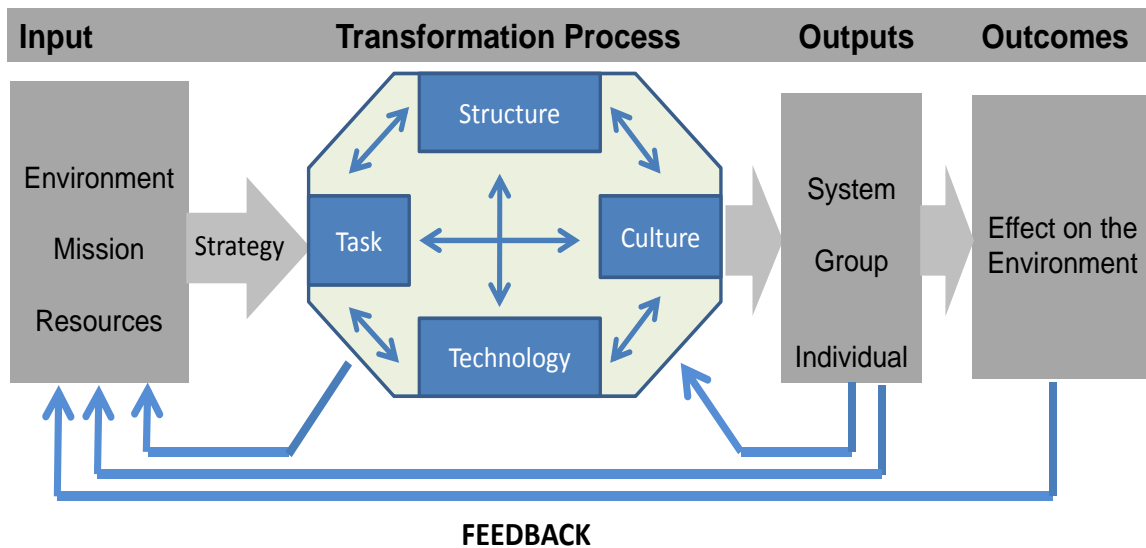 Input
Transformation Process
Outputs
Outcomes
Environment
Mission
Resources
Strategy
Structure
Task
Culture
Technology
System
Group
Individual
Effect on the
Environment
FEEDBACK